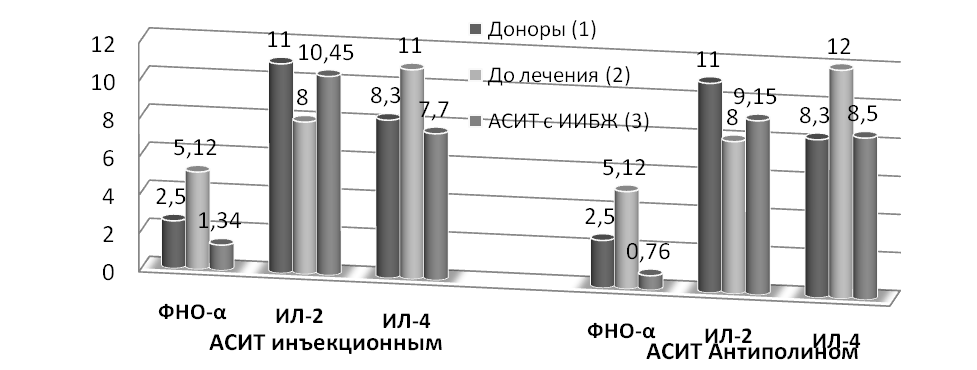 Доноры (1)
До лечения (2)
АСИТ с ИИБЖ (3)
12
10
8
6
4
2
0
2,5
5,12
1,34
11
8
10,45
8,3
11
7,7
2,5
5,12
0,76
11
8
9,15
8,3
12
8,5
ФНО-α
ИЛ-2
ИЛ-4
АСИТ инъекционным
ФНО-α
ИЛ-2
ИЛ-4
АСИТ Антиполином